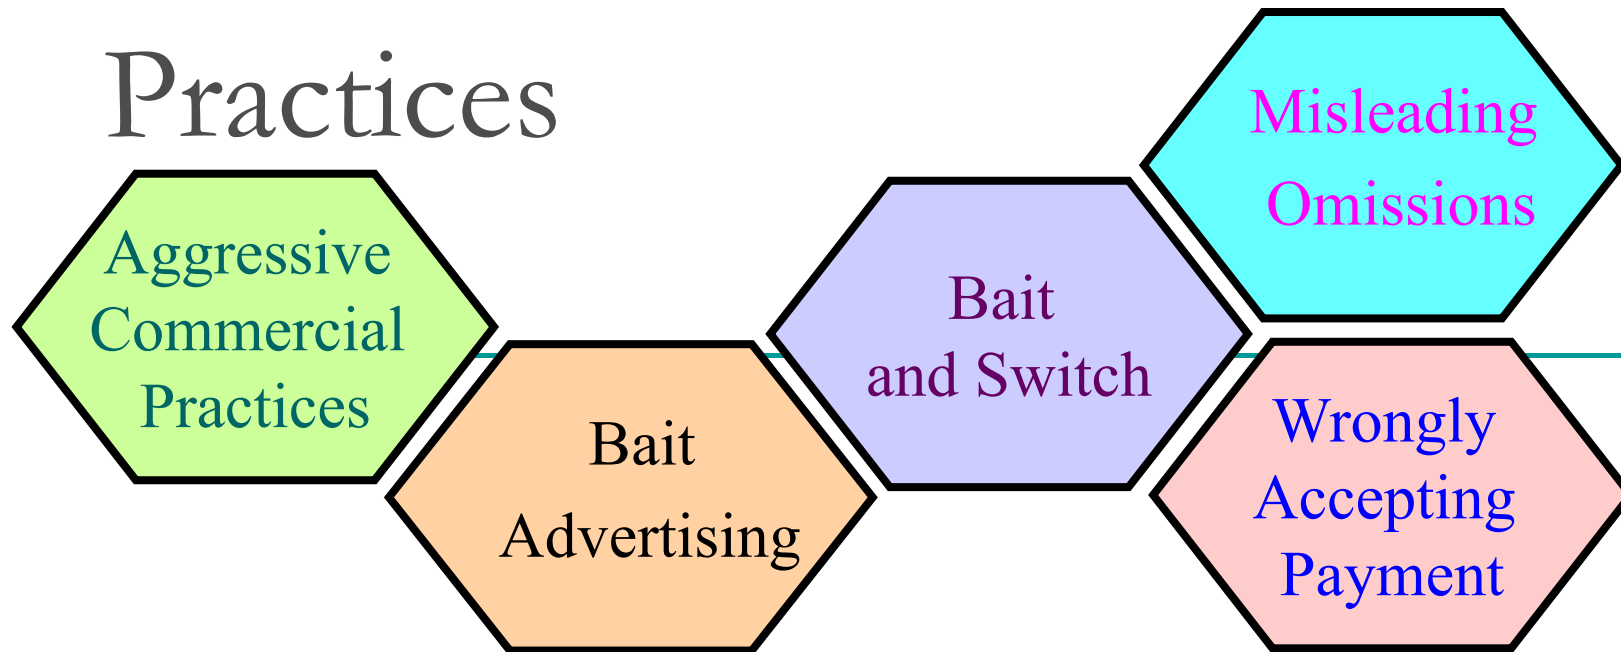 Practices
Aggressive
Commercial
Practices
Bait
Advertising
Bait
and Switch
Misleading
Omissions
Wrongly
Accepting
Payment